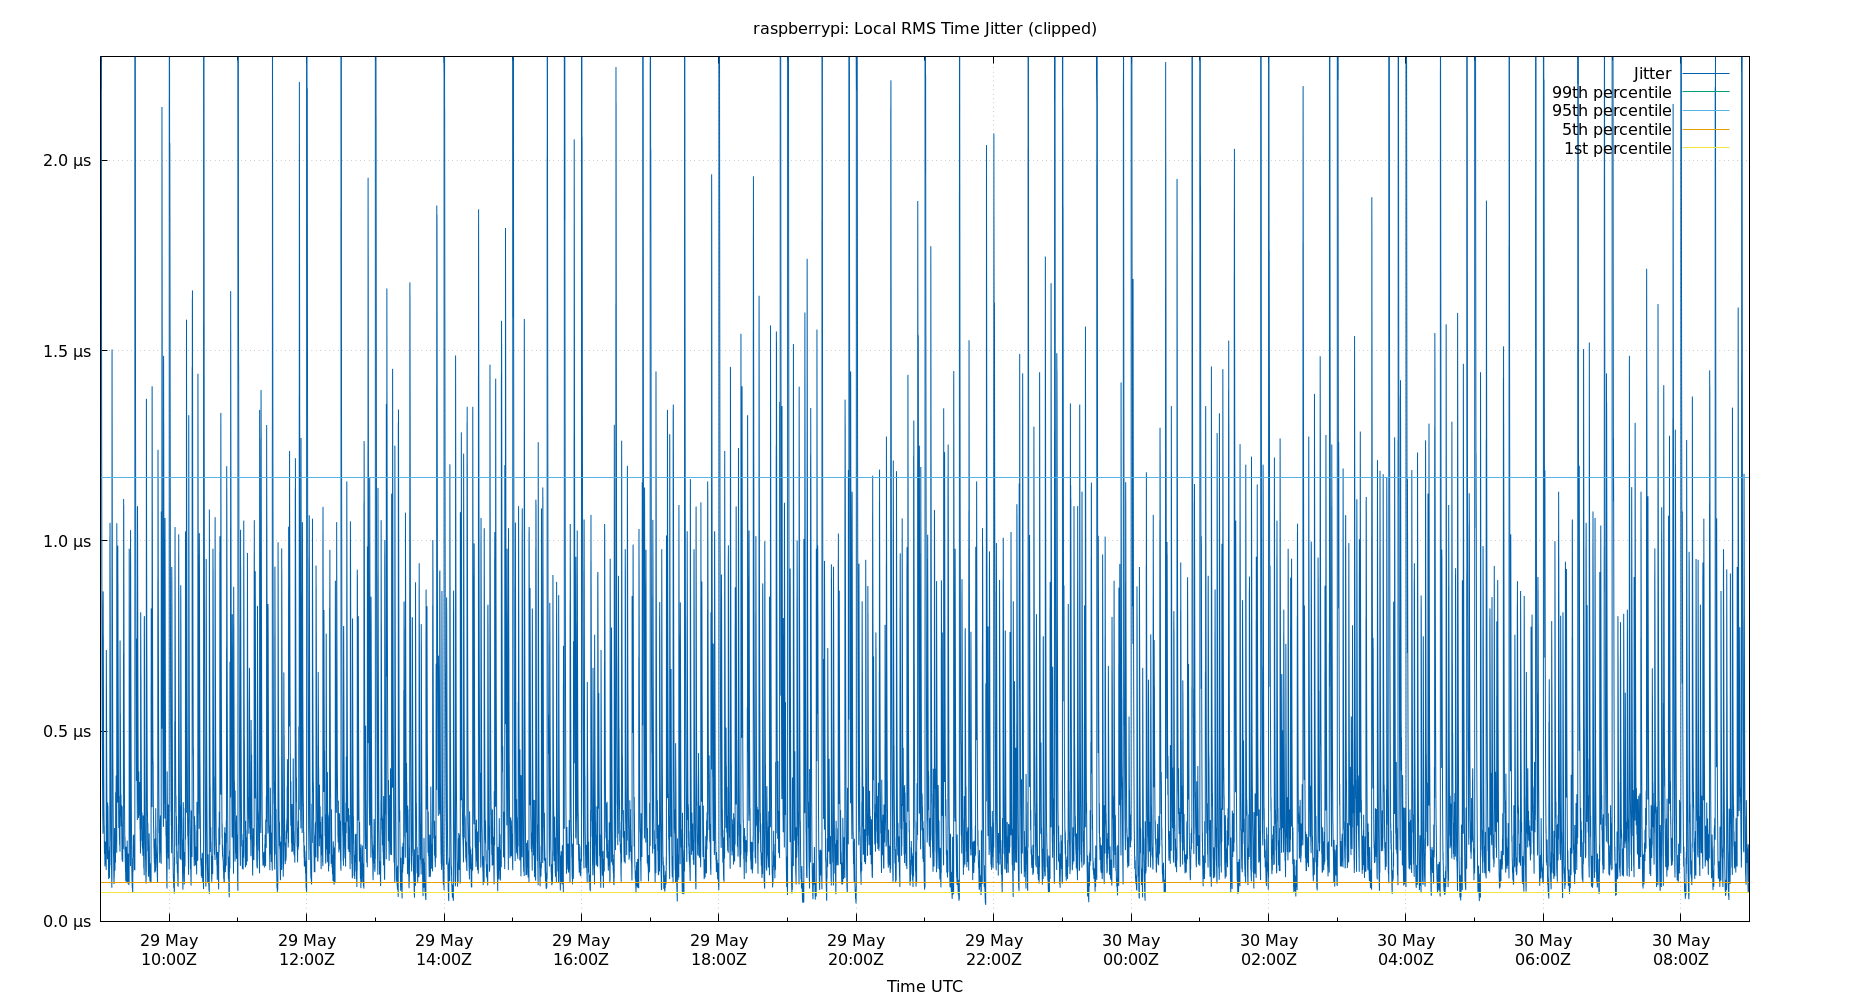 raspberrypi: Local RMS Time Jitter (clipped)
Jitter
99th percentile
95th percentile
5th percentile
1st percentile
2.0 µs
1.5 µs
1.0 µs
0.5 µs
0.0 µs
29 May 29 May 29 May 29 May 29 May 29 May 29 May 30 May 30 May 30 May 30 May 30 May
10:00Z 12:00Z 14:00Z 16:00Z 18:00Z 20:00Z 22:00Z 00:00Z 02:00Z 04:00Z 06:00Z 08:00Z
Time UTC